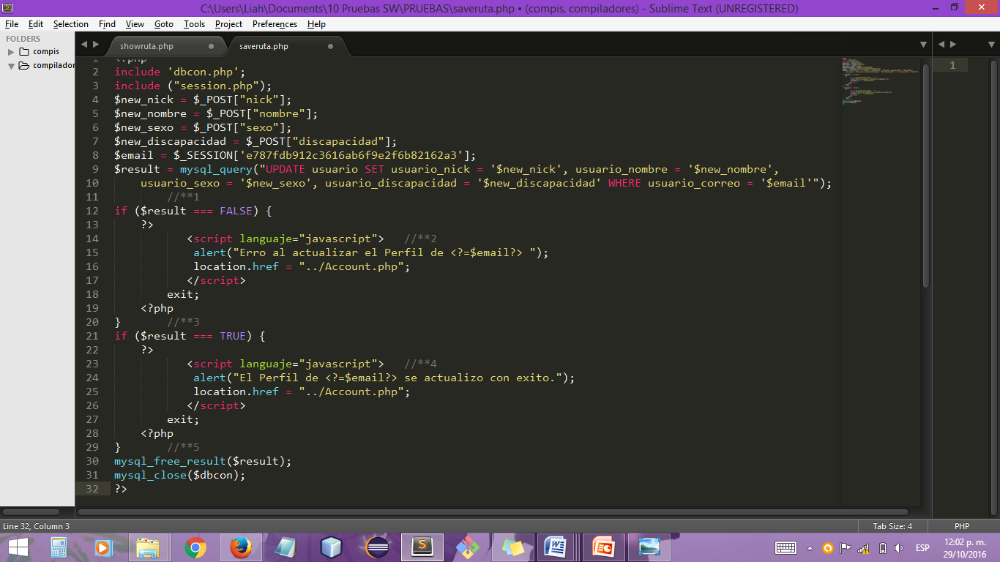 C:\Users\Liah\Documents\10 Pruebas SW\PRUEBAS\saveruta.php • (compis, compiladores) - Sublime Text (UNREGISTERED)
File Edit Selection Find View Goto Tools Project Preferences Help
FOLDERS
compis
compilador
showruta.php
saveruta.php
1 <?php
2 include 'dbcon.php';
3 include ("session.php");
4 $new_nick = $_POST["nick"];
5 $new_nombre = $_POST["nombre"];
6 $new_sexo = $_POST["sexo"];
7 $new_discapacidad = $_POST["discapacidad"];
8 $email = $_SESSION['e787fdb912c3616ab6f9e2f6b82162a3'];
9 $result = mysql_query("UPDATE usuario SET usuario_nick = '$new_nick', usuario_nombre = '$new_nombre',
10 usuario_sexo = '$new_sexo', usuario_discapacidad = '$new_discapacidad' WHERE usuario_correo = '$email'");
11 //**1
12 if ($result === FALSE) {
13 ?>
14 <script languaje="javascript"> //**2
15 alert("Erro al actualizar el Perfil de <?=$email?> ");
16 location.href = "../Account.php";
17 </script>
18 exit;
19 <?php
20 } //**3
21 if ($result === TRUE) {
22 ?>
23 <script languaje="javascript"> //**4
24 alert("El Perfil de <?=$email?> se actualizo con exito.");
25 location.href = "../Account.php";
26 </script>
27 exit;
28 <?php
29 } //**5
30 mysql_free_result($result);
31 mysql_close($dbcon);
32 ?>
1
Line 32, Column 3
Tab Size: 4
PHP
ESP
12:02 p. m.
29/10/2016